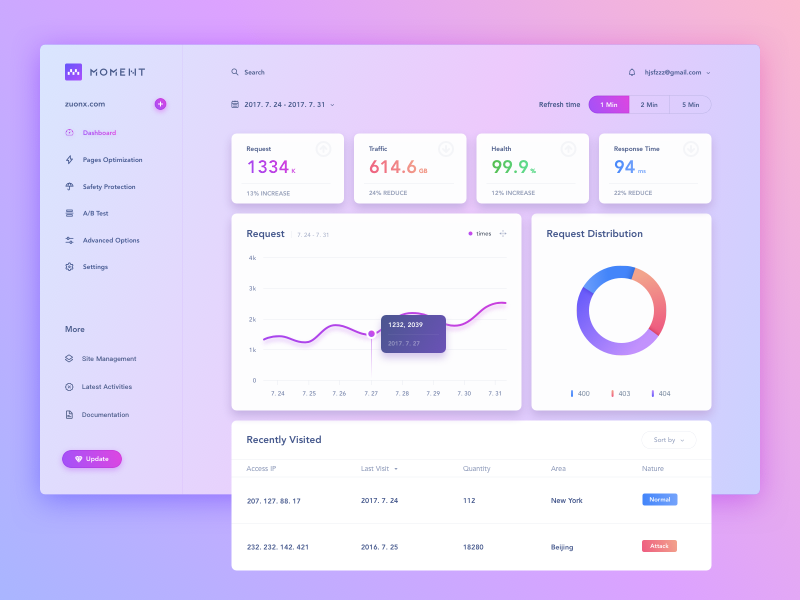 MOMENT
zuonx.com
Dashboard
Pages Optimization
Safety Protection
A/B Test
Advanced Options
Settings
More
Site Management
Latest Activities
Documentation
Update
Search
hjsfzzz@gmail.com
2017. 7. 24 - 2017. 7. 31
Refresh time
1 Min
2 Min
5 Min
Request
1334 K
13% INCREASE
Traffic
614.6 GB
24% REDUCE
Health
99.9 %
12% INCREASE
Response Time
94 ms
22% REDUCE
Request
7. 24 - 7. 31
times
4k
3k
2k
1k
0
1232, 2039
2017. 7. 27
7. 24
7. 25
7. 26
7. 27
7. 28
7. 29
7. 30
7. 31
Request Distribution
400
403
404
Recently Visited
Sort by
Access IP
Last Visit
Quantity
Area
Nature
207. 127. 88. 17
2017. 7. 24
112
New York
Normal
232. 232. 142. 421
2016. 7. 25
18280
Beijing
Attack